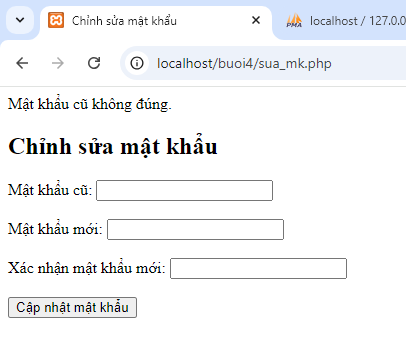 Chỉnh sửa mật khẩu
localhost / 127.0.0
localhost/buoi4/sua_mk.php
Mật khẩu cũ không đúng.
Chỉnh sửa mật khẩu
Mật khẩu cũ:
Mật khẩu mới:
Xác nhận mật khẩu mới:
Cập nhật mật khẩu